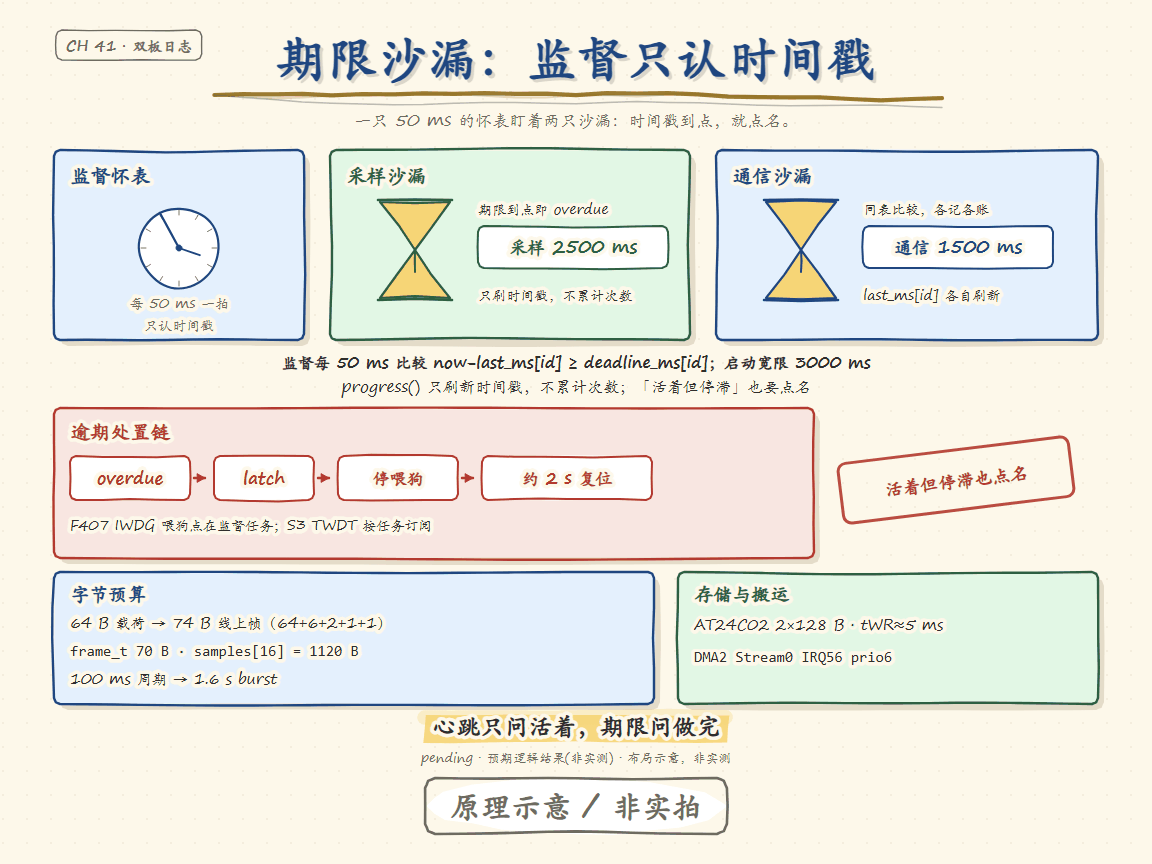 CH 41 · 双板日志
期限沙漏：监督只认时间戳
一只 50 ms 的怀表盯着两只沙漏：时间戳到点，就点名。
监督怀表
每 50 ms 一拍
只认时间戳
采样沙漏
期限到点即 overdue
采样 2500 ms
只刷时间戳，不累计次数
通信沙漏
同表比较，各记各账
通信 1500 ms
last_ms[id] 各自刷新
监督每 50 ms 比较 now-last_ms[id] ≥ deadline_ms[id]；启动宽限 3000 ms
progress() 只刷新时间戳，不累计次数；「活着但停滞」也要点名
逾期处置链
overdue
latch
停喂狗
约 2 s 复位
F407 IWDG 喂狗点在监督任务；S3 TWDT 按任务订阅
活着但停滞也点名
字节预算
64 B 载荷 → 74 B 线上帧（64+6+2+1+1）
frame_t 70 B · samples[16] = 1120 B
100 ms 周期 → 1.6 s burst
存储与搬运
AT24C02 2×128 B · tWR≈5 ms
DMA2 Stream0 IRQ56 prio6
心跳只问活着，期限问做完
pending · 预期逻辑结果(非实测) · 布局示意，非实测
原理示意 / 非实拍